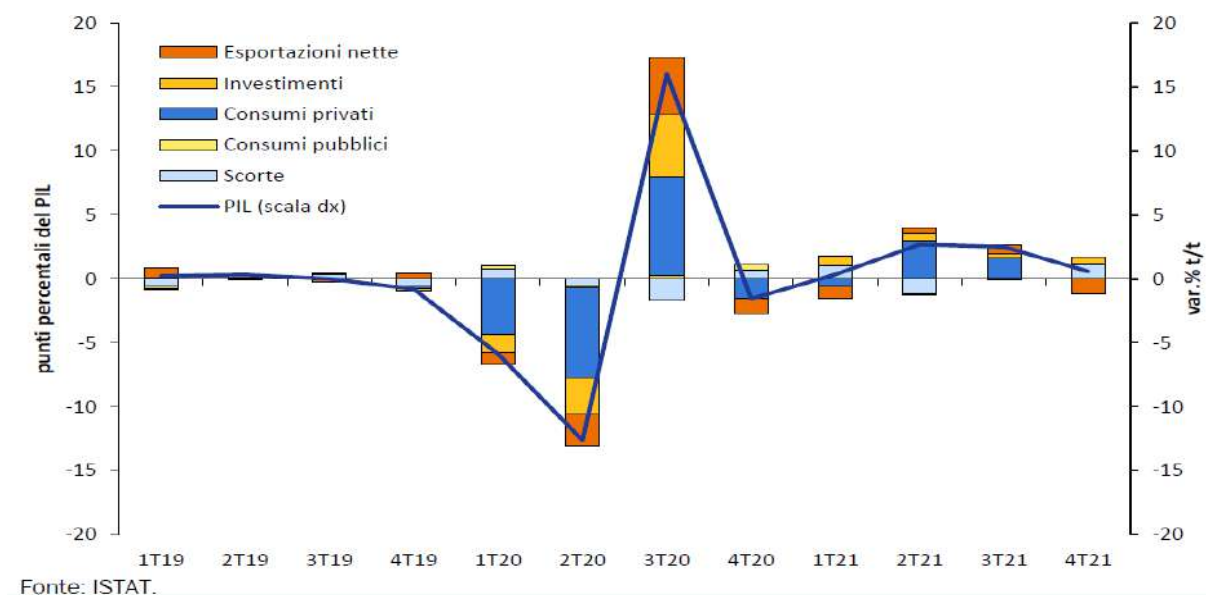 20
15
10
5
0
-5
-10
-15
-20
punti percentali del PIL
Esportazioni nette
Investimenti
Consumi privati
Consumi pubblici
Scorte
PIL (scala dx)
20
15
10
5
0
-5
-10
-15
-20
var.% t/t
1T19 2T19 3T19 4T19 1T20 2T20 3T20 4T20 1T21 2T21 3T21 4T21
Fonte: ISTAT.